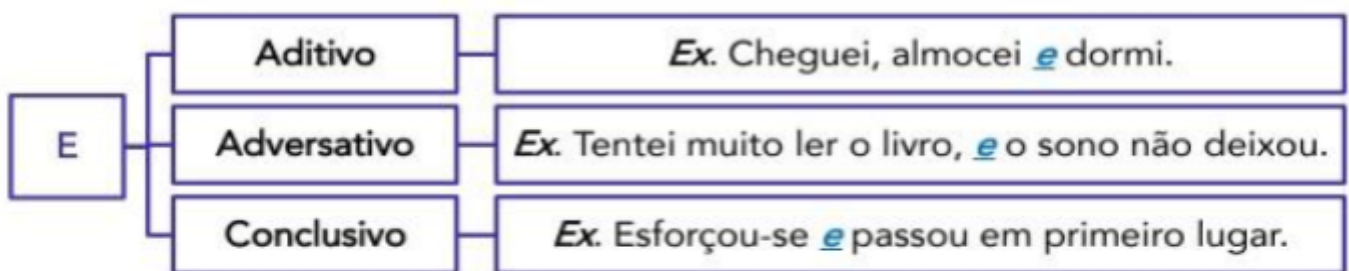 Aditivo
Ex. Cheguei, almocei e dormi.
E
Adversativo
Ex. Tentei muito ler o livro, e o sono não deixou.
Conclusivo
Ex. Esforçou-se e passou em primeiro lugar.